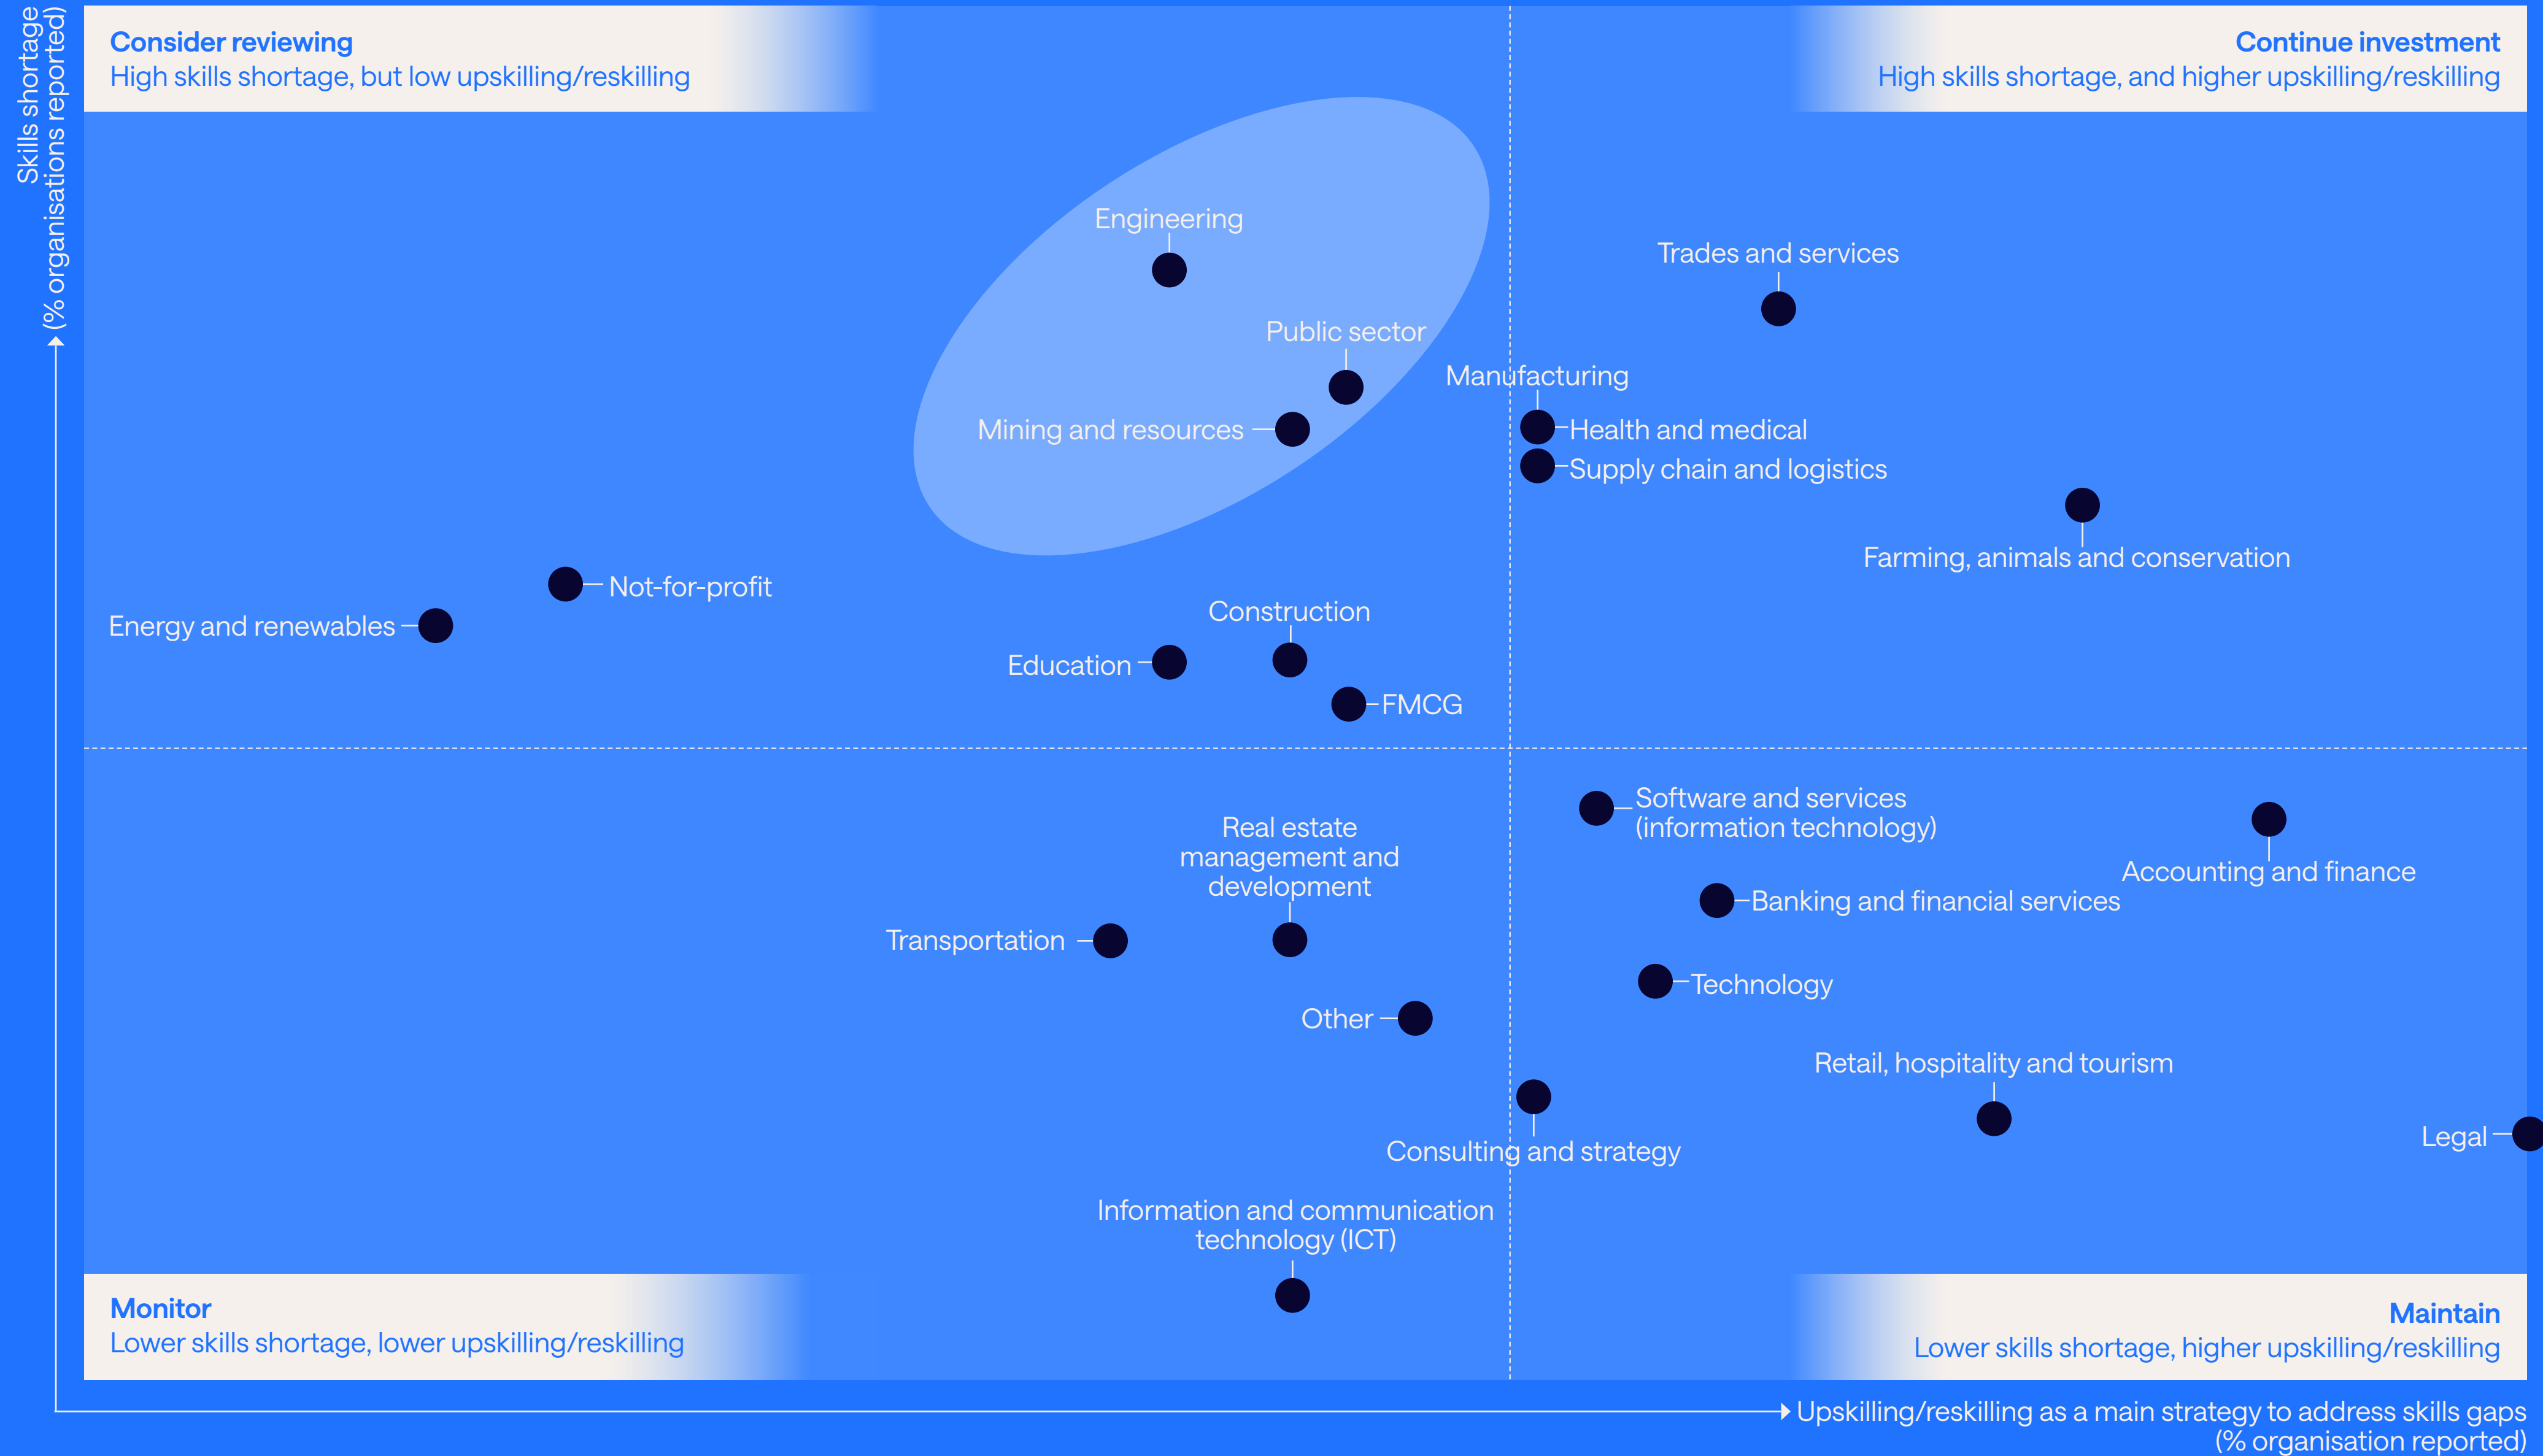 Skills shortage
(% organisations reported)
Consider reviewing
High skills shortage, but low upskilling/reskilling
Continue investment
High skills shortage, and higher upskilling/reskilling
Engineering
Trades and services
Public sector
Manufacturing
Mining and resources
Health and medical
Supply chain and logistics
Farming, animals and conservation
Not-for-profit
Energy and renewables
Construction
Education
FMCG
Software and services
(information technology)
Real estate
management and
development
Accounting and finance
Banking and financial services
Transportation
Technology
Other
Retail, hospitality and tourism
Legal
Consulting and strategy
Information and communication
technology (ICT)
Monitor
Lower skills shortage, lower upskilling/reskilling
Maintain
Lower skills shortage, higher upskilling/reskilling
Upskilling/reskilling as a main strategy to address skills gaps
(% organisation reported)